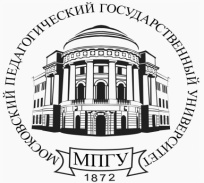 МОСКОВСКИЙ ПЕДАГОГИЧЕСКИЙ ГОСУДАРСТВЕННЫЙ УНИВЕРСИТЕТ
МПГУ
1872